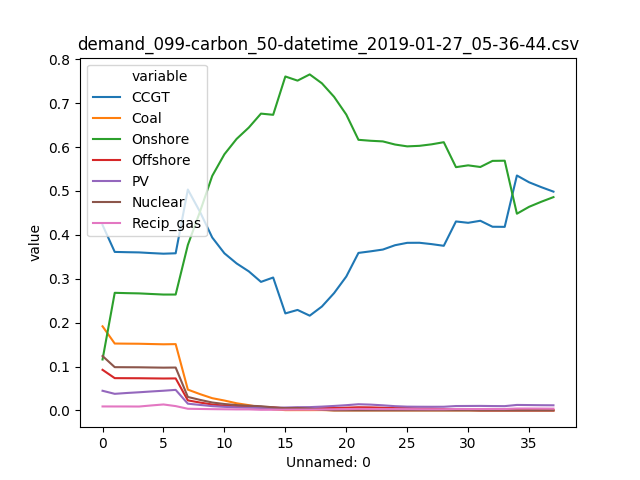 demand_099-carbon_50-datetime_2019-01-27_05-36-44.csv
0.8
0.7
0.6
0.5
0.4
0.3
0.2
0.1
0.0
value
variable
CCGT
Coal
Onshore
Offshore
PV
Nuclear
Recip_gas
0 5 10 15 20 25 30 35
Unnamed: 0